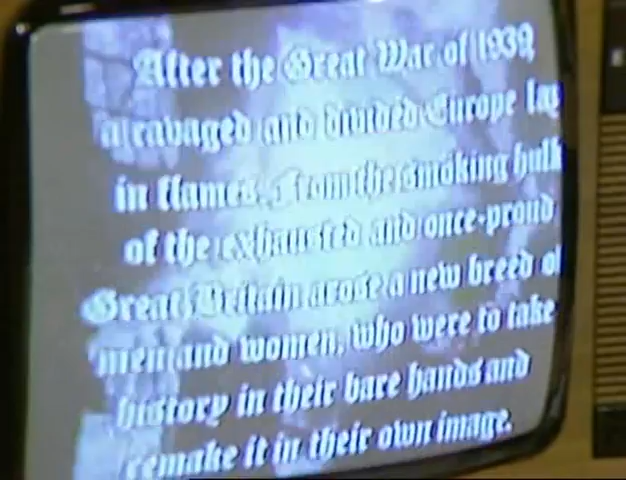 After the Great War of 1939,
a ravaged and divided Europe lay
in flames. From the smoking hulk
of the exhausted and once-proud
Great Britain arose a new breed of
men and women, who were to take
history in their bare hands and
remake it in their own image.